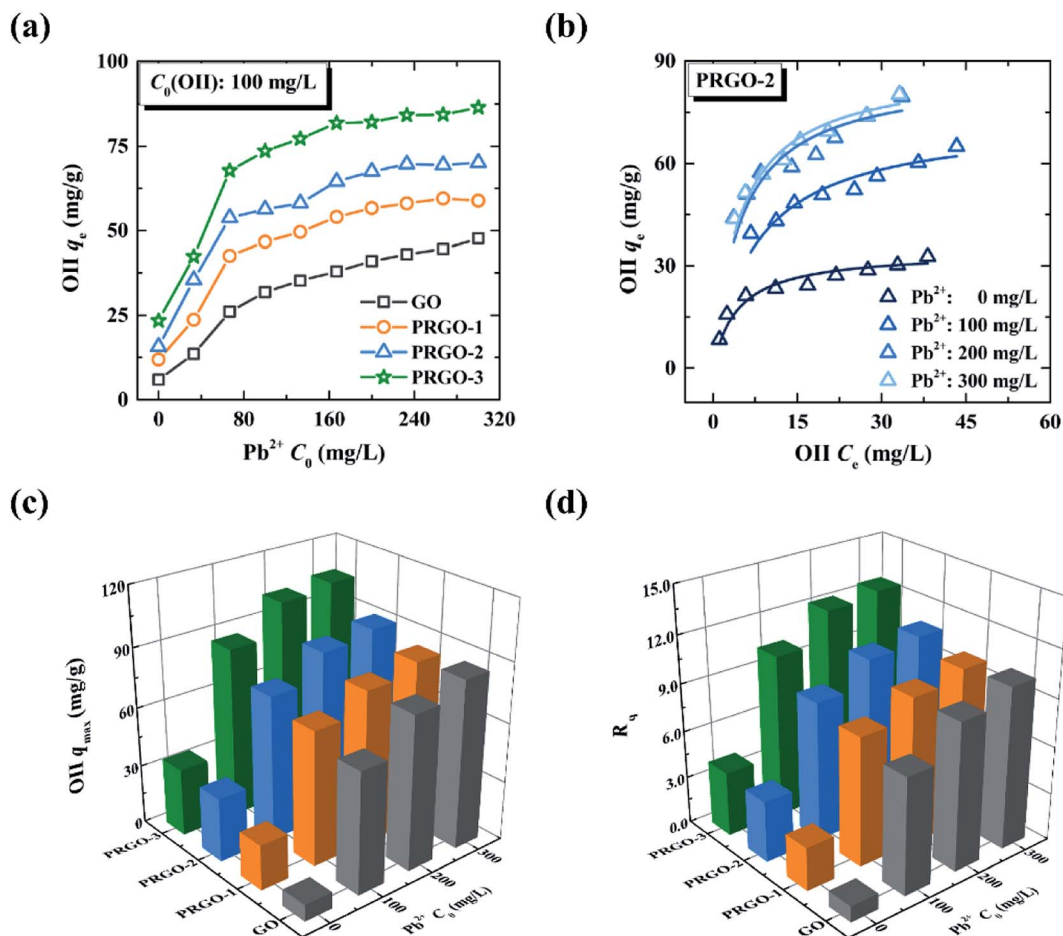 (a)
100
75
50
25
0
OII qe (mg/g)
C0(OII): 100 mg/L
GO
PRGO-1
PRGO-2
PRGO-3
0 80 160 240 320
Pb2+ C0 (mg/L)
(b)
90
60
30
0
OII qe (mg/g)
PRGO-2
Pb2+: 0 mg/L
Pb2+: 100 mg/L
Pb2+: 200 mg/L
Pb2+: 300 mg/L
0 15 30 45 60
OII Ce (mg/L)
(c)
120
90
60
30
0
OII qmax (mg/g)
PRGO-3
PRGO-2
PRGO-1
GO
0
100
200
300
Pb2+ C0 (mg/L)
(d)
15.0
12.0
9.0
6.0
3.0
0.0
Rq
PRGO-3
PRGO-2
PRGO-1
GO
0
100
200
300
Pb2+ C0 (mg/L)